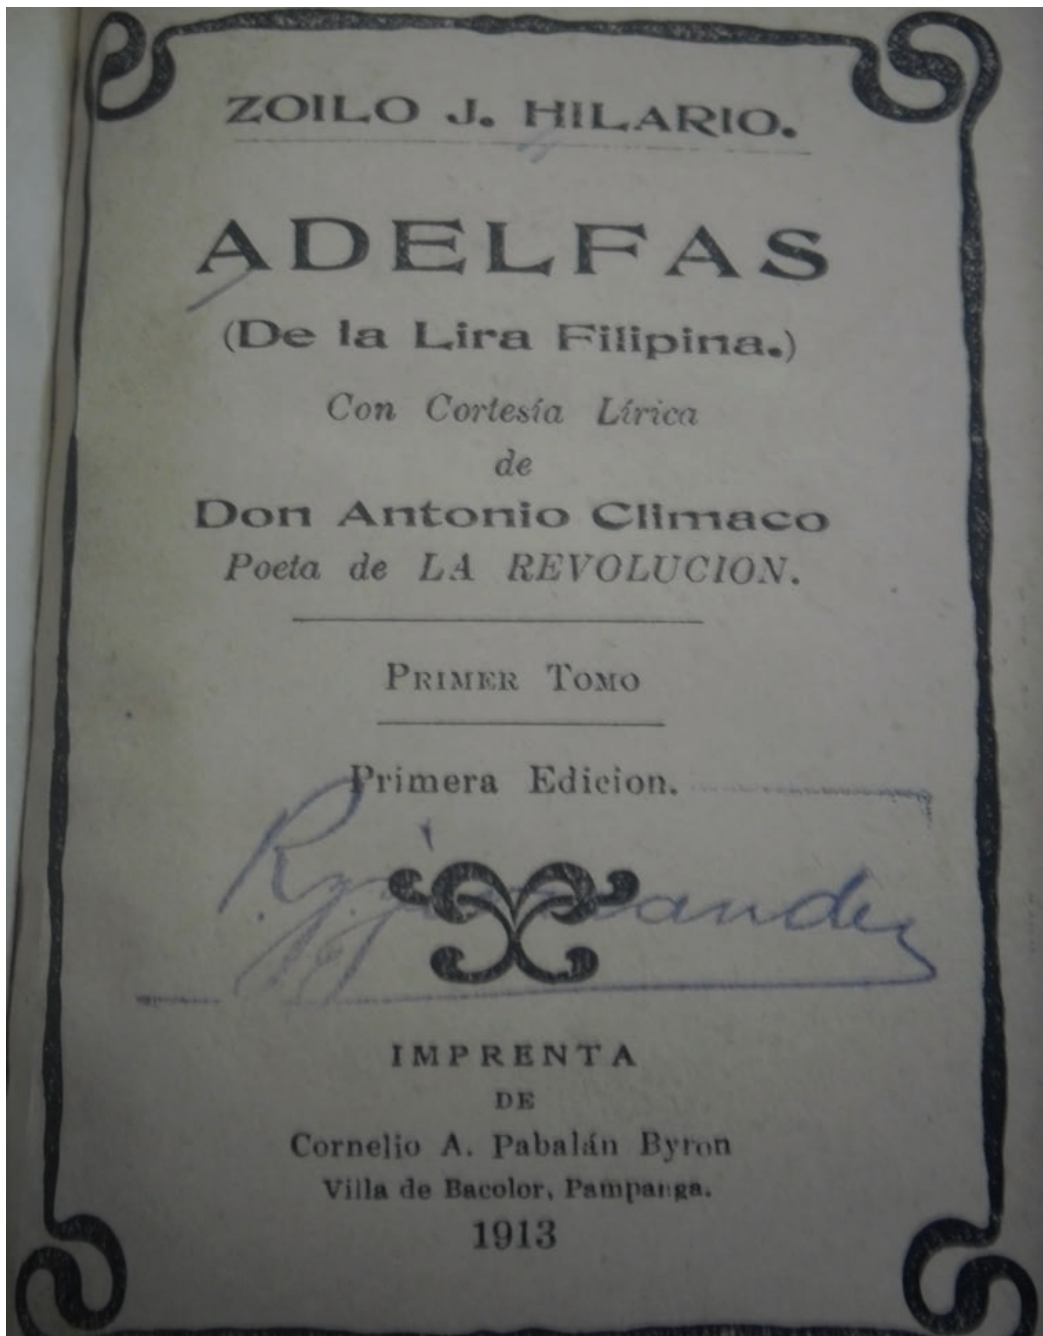 ZOILO J. HILARIO.
ADELFAS
(De la Lira Filipina.)
Con Cortesía Lírica
de
Don Antonio Climaco
Poeta de LA REVOLUCION.
PRIMER TOMO
Primera Edicion.
IMPRENTA
DE
Cornelio A. Pabalán Byron
Villa de Bacolor, Pampanga.
1913